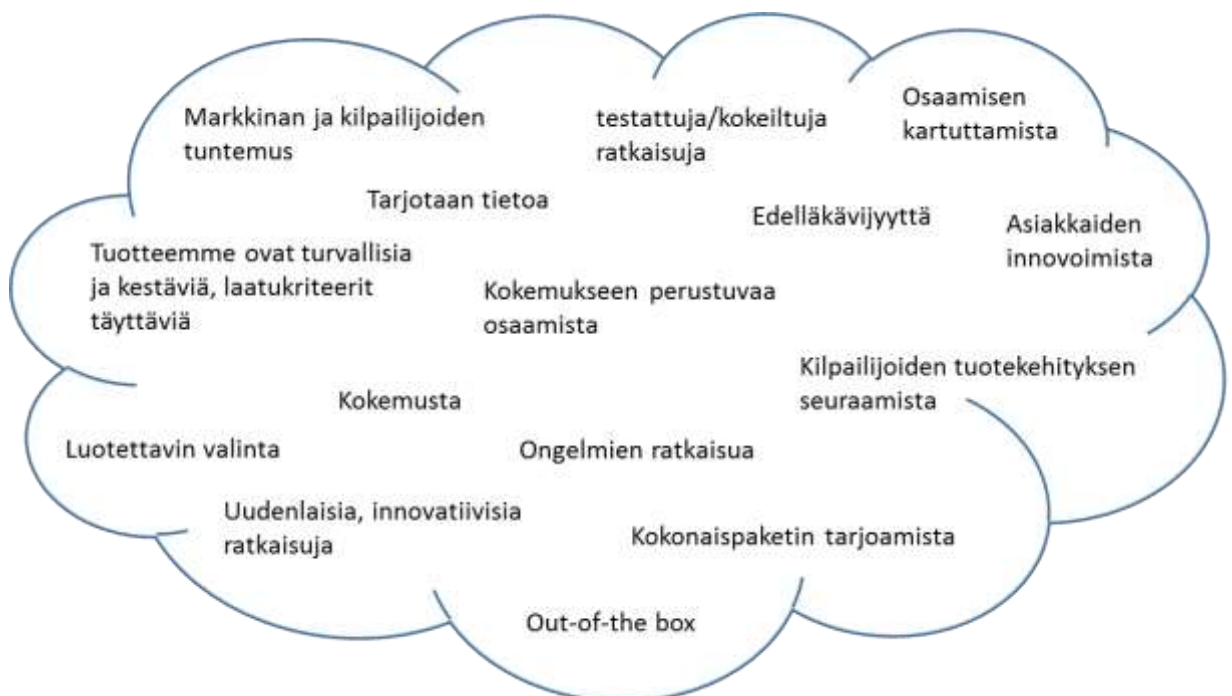 Markkinan ja kilpailijoiden
tuntemus
testattuja/kokeiltuja
ratkaisuja
Osaamisen
kartuttamista
Tarjotaan tietoa
Edelläkävijyyttä
Asiakkaiden
innovoimista
Tuotteemme ovat turvallisia
ja kestäviä, laatukriteerit
täyttäviä
Kokemukseen perustuvaa
osaamista
Kilpailijoiden tuotekehityksen
seuraamista
Kokemusta
Luotettavin valinta
Ongelmien ratkaisua
Uudenlaisia, innovatiivisia
ratkaisuja
Kokonaispaketin tarjoamista
Out-of-the box